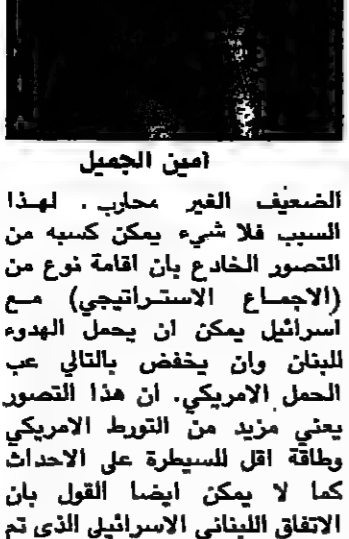 أمين الجميل
الضعيف الغير محارب. لهذا
السبب فلا شيء يمكن كسبه من
التصور الخادع بان اقامة نوع من
(الاجماع الاستراتيجي) مع
اسرائيل يمكن ان يحمل الهدوء
للبنان وان يخفض بالتالي عب
الحمل الامريكي. ان هذا التصور
يعني مزيد من التورط الامريكي
وطاقة اقل للسيطرة على الاحداث
كما لا يمكن ايضا القول بان
الاتفاق اللبناني الاسرائيلي الذي تم